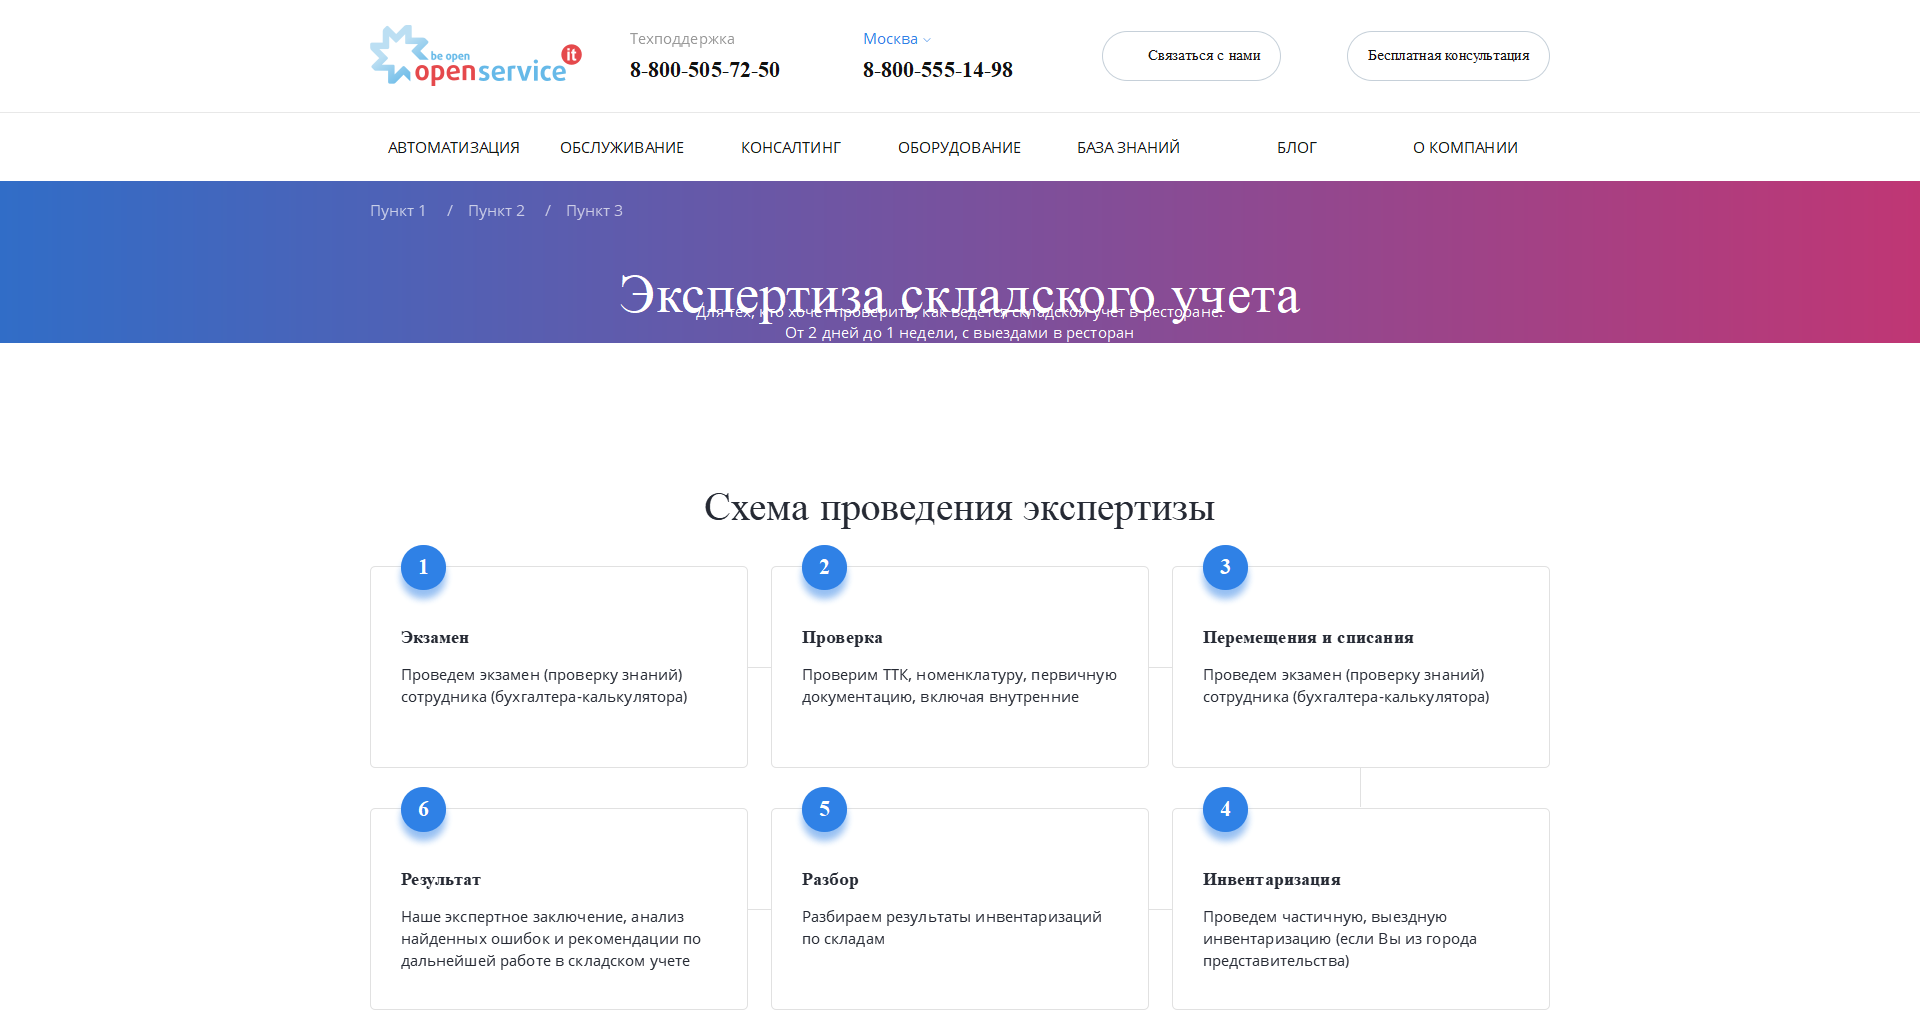 be open
openservice it
Техподдержка
8-800-505-72-50
Москва
8-800-555-14-98
Связаться с нами
Бесплатная консультация
АВТОМАТИЗАЦИЯ ОБСЛУЖИВАНИЕ КОНСАЛТИНГ ОБОРУДОВАНИЕ БАЗА ЗНАНИЙ БЛОГ О КОМПАНИИ
Пункт 1 / Пункт 2 / Пункт 3
Экспертиза складского учета
Для тех, кто хочет проверить, как ведется складской учет в ресторане.
От 2 дней до 1 недели, с выездами в ресторан
Схема проведения экспертизы
1
Экзамен
Проведем экзамен (проверку знаний)
сотрудника (бухгалтера-калькулятора)
2
Проверка
Проверим ТТК, номенклатуру, первичную
документацию, включая внутренние
3
Перемещения и списания
Проведем экзамен (проверку знаний)
сотрудника (бухгалтера-калькулятора)
6
Результат
Наше экспертное заключение, анализ
найденных ошибок и рекомендации по
дальнейшей работе в складском учете
5
Разбор
Разбираем результаты инвентаризаций
по складам
4
Инвентаризация
Проведем частичную, выездную
инвентаризацию (если Вы из города
представительства)